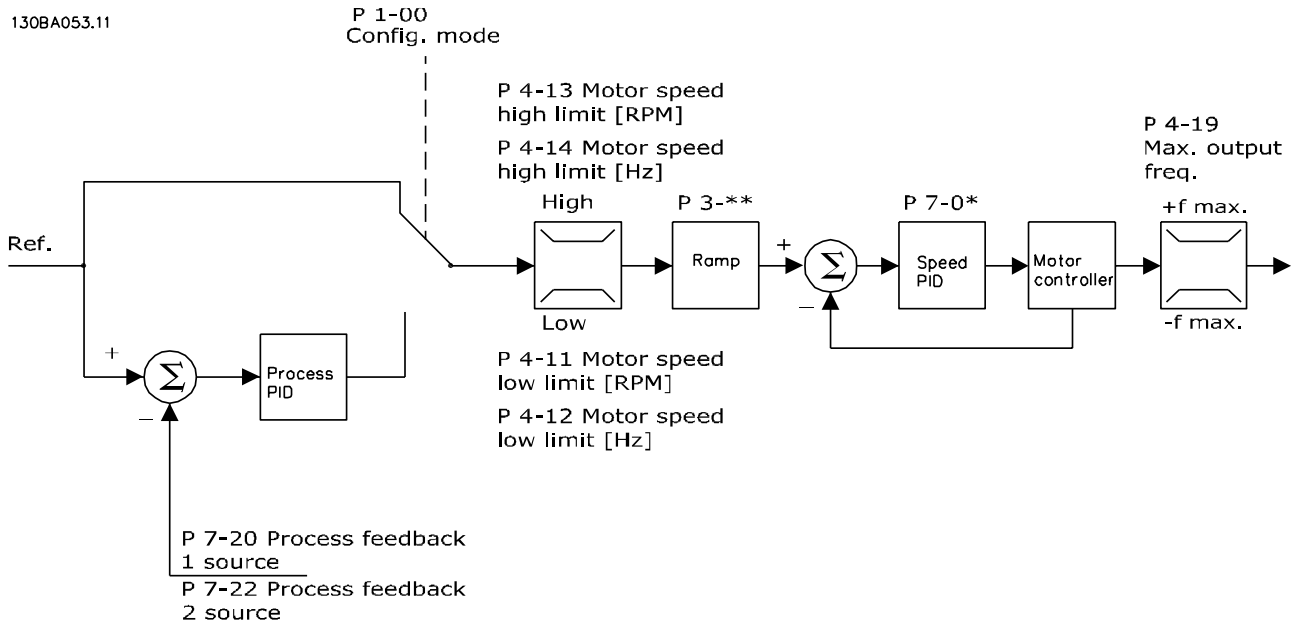 130BA053.11
P 1-00
Config. mode
P 4-13 Motor speed
high limit [RPM]
P 4-14 Motor speed
high limit [Hz]
P 4-19
Max. output
freq.
High
P 3-**
P 7-0*
+f max.
Ref.
+
Ramp
Σ
Speed
PID
Motor
controller
−
Low
-f max.
+
Σ
Process
PID
−
P 4-11 Motor speed
low limit [RPM]
P 4-12 Motor speed
low limit [Hz]
P 7-20 Process feedback
1 source
P 7-22 Process feedback
2 source